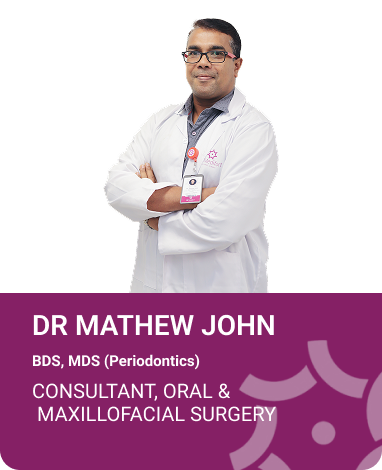 DR MATHEW JOHN
BDS, MDS (Periodontics)
CONSULTANT, ORAL &
MAXILLOFACIAL SURGERY